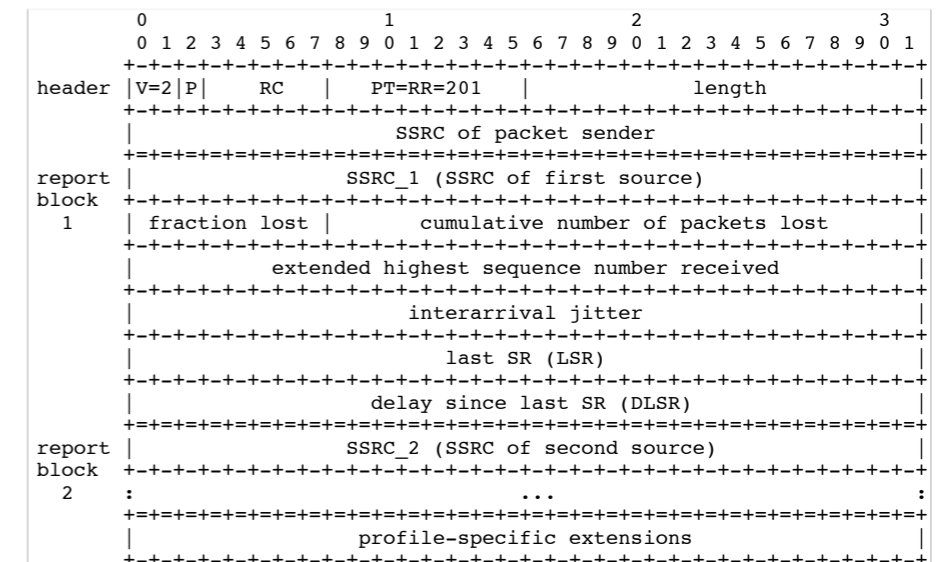 0                   1                   2                   3
        0 1 2 3 4 5 6 7 8 9 0 1 2 3 4 5 6 7 8 9 0 1 2 3 4 5 6 7 8 9 0 1
       +-+-+-+-+-+-+-+-+-+-+-+-+-+-+-+-+-+-+-+-+-+-+-+-+-+-+-+-+-+-+-+-+
header |V=2|P|    RC   |   PT=RR=201   |             length            |
       +-+-+-+-+-+-+-+-+-+-+-+-+-+-+-+-+-+-+-+-+-+-+-+-+-+-+-+-+-+-+-+-+
       |                     SSRC of packet sender                     |
       +=+=+=+=+=+=+=+=+=+=+=+=+=+=+=+=+=+=+=+=+=+=+=+=+=+=+=+=+=+=+=+=+
report |                 SSRC_1 (SSRC of first source)                 |
block  +-+-+-+-+-+-+-+-+-+-+-+-+-+-+-+-+-+-+-+-+-+-+-+-+-+-+-+-+-+-+-+-+
  1    | fraction lost |       cumulative number of packets lost       |
       +-+-+-+-+-+-+-+-+-+-+-+-+-+-+-+-+-+-+-+-+-+-+-+-+-+-+-+-+-+-+-+-+
       |           extended highest sequence number received           |
       +-+-+-+-+-+-+-+-+-+-+-+-+-+-+-+-+-+-+-+-+-+-+-+-+-+-+-+-+-+-+-+-+
       |                      interarrival jitter                      |
       +-+-+-+-+-+-+-+-+-+-+-+-+-+-+-+-+-+-+-+-+-+-+-+-+-+-+-+-+-+-+-+-+
       |                         last SR (LSR)                         |
       +-+-+-+-+-+-+-+-+-+-+-+-+-+-+-+-+-+-+-+-+-+-+-+-+-+-+-+-+-+-+-+-+
       |                   delay since last SR (DLSR)                  |
       +=+=+=+=+=+=+=+=+=+=+=+=+=+=+=+=+=+=+=+=+=+=+=+=+=+=+=+=+=+=+=+=+
report |                 SSRC_2 (SSRC of second source)                |
block  +-+-+-+-+-+-+-+-+-+-+-+-+-+-+-+-+-+-+-+-+-+-+-+-+-+-+-+-+-+-+-+-+
  2    :                               ...                             :
       +=+=+=+=+=+=+=+=+=+=+=+=+=+=+=+=+=+=+=+=+=+=+=+=+=+=+=+=+=+=+=+=+
       |                  profile-specific extensions                  |
       +-+-+-+-+-+-+-+-+-+-+-+-+-+-+-+-+-+-+-+-+-+-+-+-+-+-+-+-+-+-+-+-+